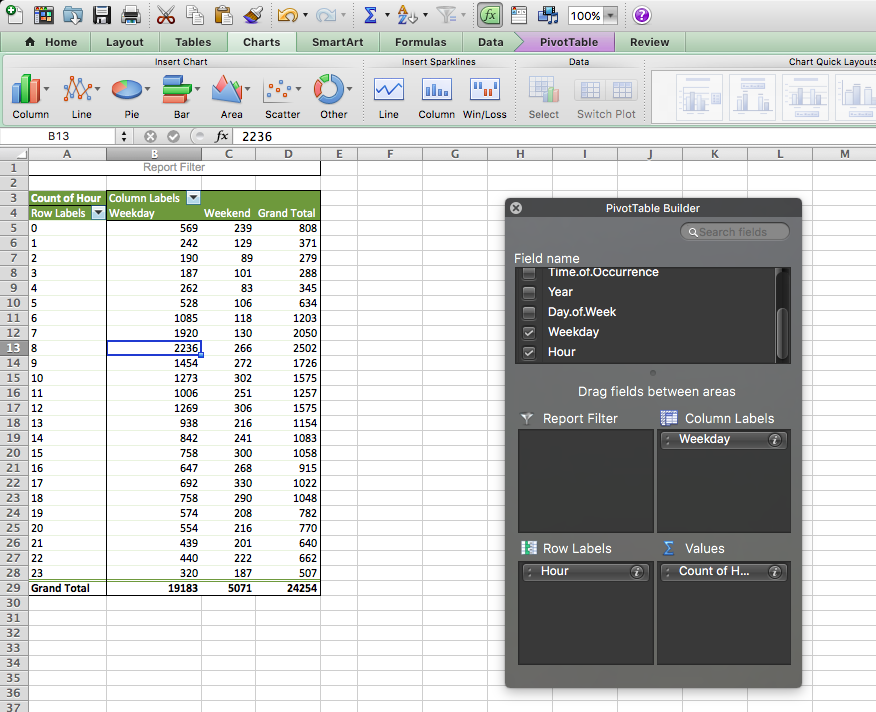 100%
Home Layout Tables Charts SmartArt Formulas Data PivotTable Review
Insert Chart Insert Sparklines Data Chart Quick Layouts
Column Line Pie Bar Area Scatter Other Line Column Win/Loss Select Switch Plot
B13 fx 2236
A B C D E F G H I J K L M
1 Report Filter
2
3 Count of Hour Column Labels
4 Row Labels Weekday Weekend Grand Total
5 0 569 239 808
6 1 242 129 371
7 2 190 89 279
8 3 187 101 288
9 4 262 83 345
10 5 528 106 634
11 6 1085 118 1203
12 7 1920 130 2050
13 8 2236 266 2502
14 9 1454 272 1726
15 10 1273 302 1575
16 11 1006 251 1257
17 12 1269 306 1575
18 13 938 216 1154
19 14 842 241 1083
20 15 758 300 1058
21 16 647 268 915
22 17 692 330 1022
23 18 758 290 1048
24 19 574 208 782
25 20 554 216 770
26 21 439 201 640
27 22 440 222 662
28 23 320 187 507
29 Grand Total 19183 5071 24254
30
31
32
33
34
35
36
37
PivotTable Builder
Search fields
Field name
Time.of.Occurrence
Year
Day.of.Week
Weekday
Hour
Drag fields between areas
Report Filter Column Labels
Weekday
Row Labels Values
Hour Count of H...